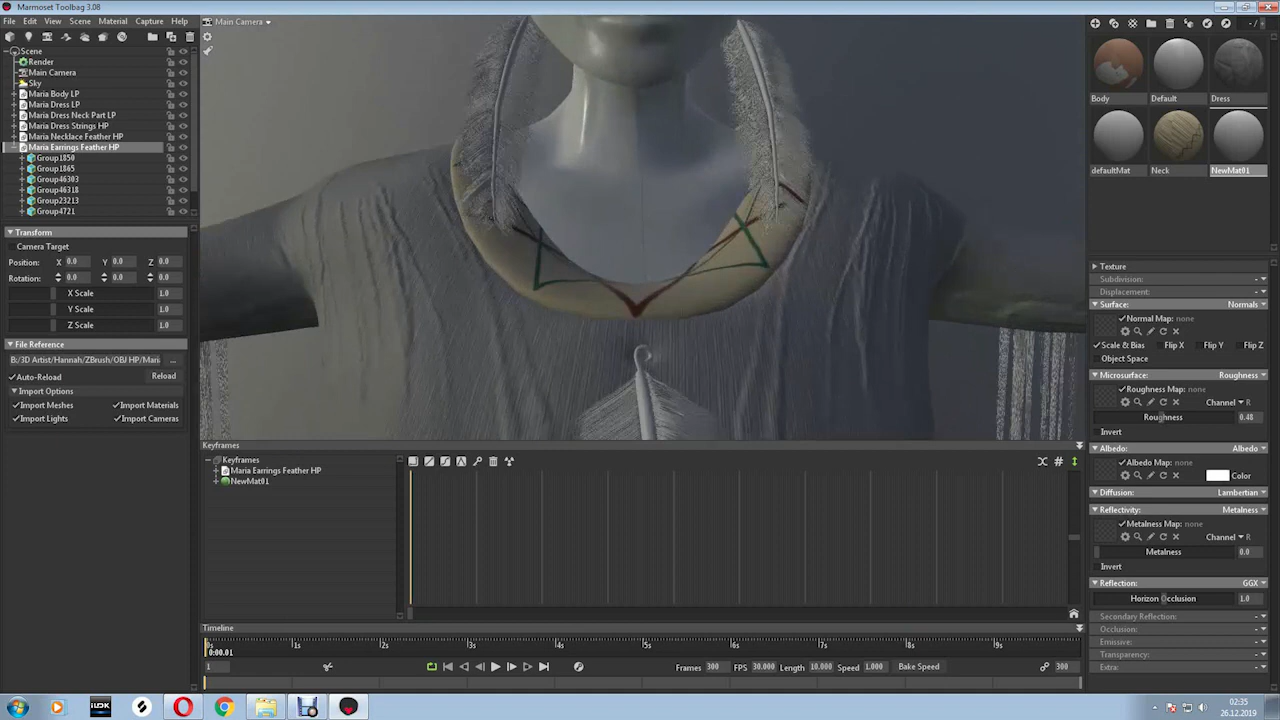 Marmoset Toolbag 3.08
File Edit View Scene Material Capture Help
Main Camera
Scene
Render
Main Camera
Sky
Maria Body LP
Maria Dress LP
Maria Dress Neck Part LP
Maria Dress Strings HP
Maria Necklace Feather HP
Maria Earrings Feather HP
Group1850
Group1865
Group46303
Group46318
Group23213
Group4721
Transform
Camera Target
Position: X 0.0 Y 0.0 Z 0.0
Rotation: 0.0 0.0 0.0
X Scale 1.0
Y Scale 1.0
Z Scale 1.0
File Reference
B:/3D Artist/Hannah/ZBrush/OBJ HP/Mari ...
Auto-Reload Reload
Import Options
Import Meshes Import Materials
Import Lights Import Cameras
Keyframes
Keyframes
Maria Earrings Feather HP
NewMat01
Timeline
0s 1s 2s 3s 4s 5s 6s 7s 8s 9s
0:00.01
1 Frames 300 FPS 30.000 Length 10.000 Speed 1.000 Bake Speed 300
Body Default Dress
defaultMat Neck NewMat01
Texture
Subdivision:
Displacement:
Surface: Normals
Normal Map: none
Scale & Bias Flip X Flip Y Flip Z
Object Space
Microsurface: Roughness
Roughness Map: none
Channel R
Roughness 0.48
Invert
Albedo: Albedo
Albedo Map: none
Color
Diffusion: Lambertian
Reflectivity: Metalness
Metalness Map: none
Channel R
Metalness 0.0
Invert
Reflection: GGX
Horizon Occlusion 1.0
Secondary Reflection:
Occlusion:
Emissive:
Transparency:
Extra:
02:35
26.12.2019